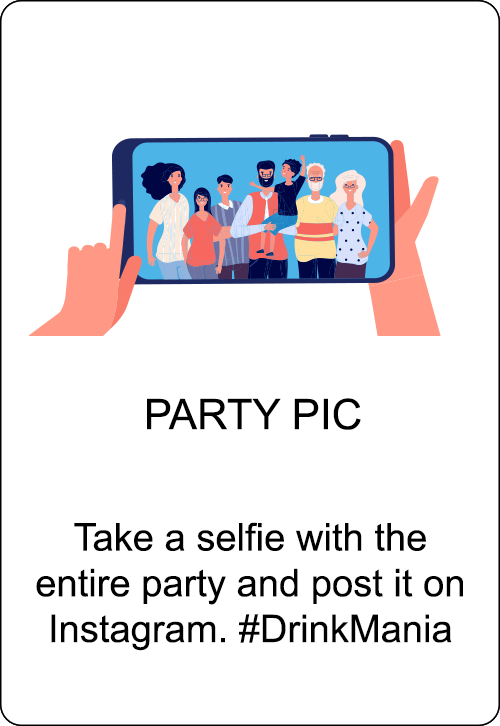 PARTY PIC
Take a selfie with the
entire party and post it on
Instagram. #DrinkMania